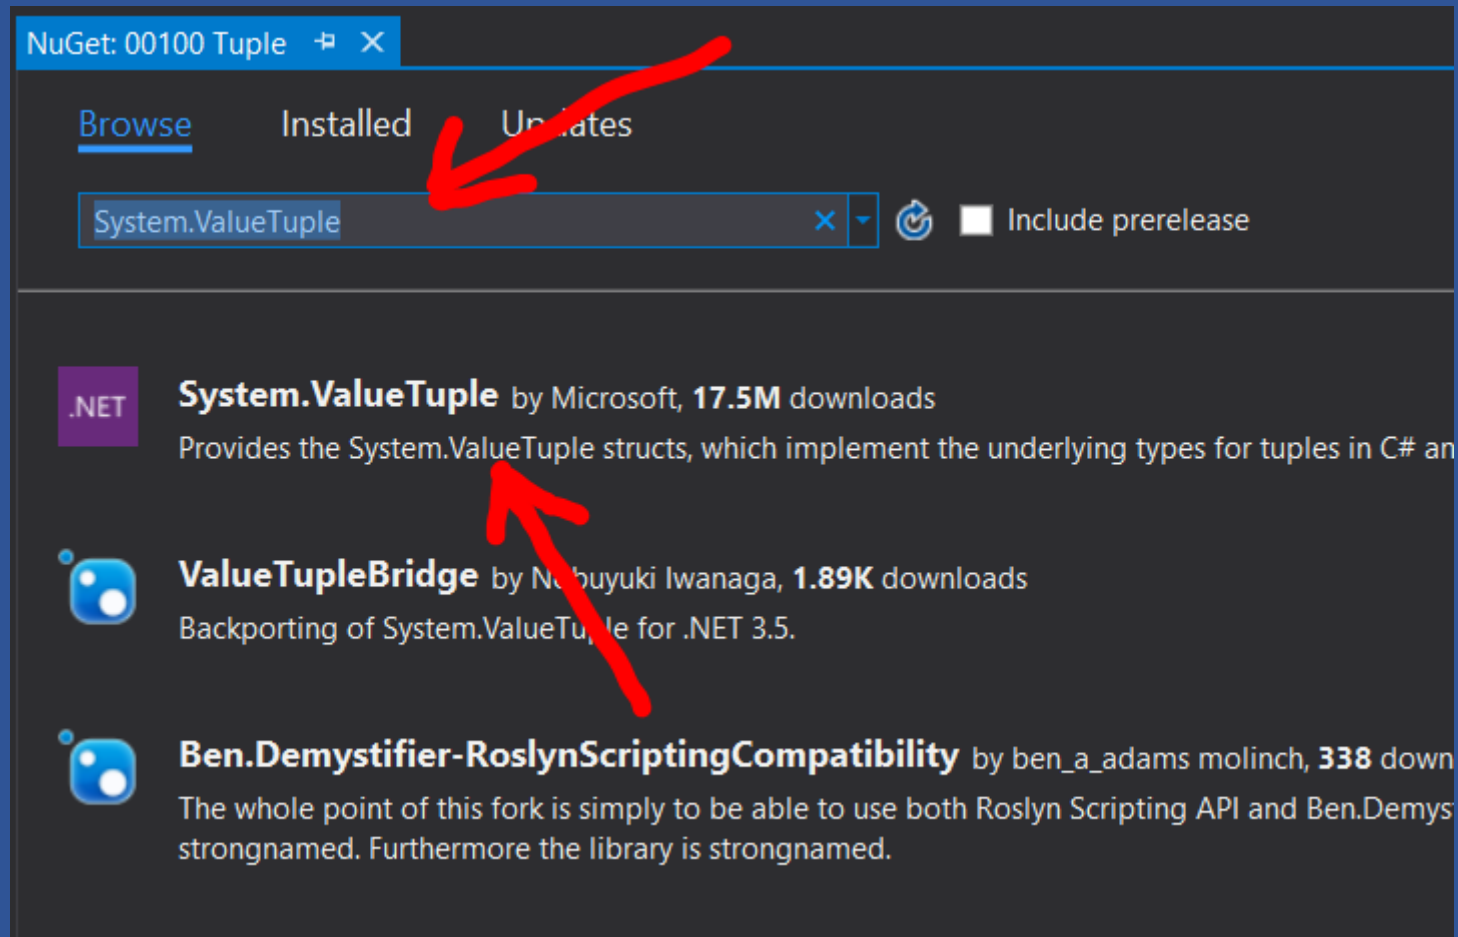 NuGet: 00100 Tuple
Browse Installed Updates
System.ValueTuple
Include prerelease
.NET
System.ValueTuple by Microsoft, 17.5M downloads
Provides the System.ValueTuple structs, which implement the underlying types for tuples in C# an
ValueTupleBridge by Nobuyuki Iwanaga, 1.89K downloads
Backporting of System.ValueTuple for .NET 3.5.
Ben.Demystifier-RoslynScriptingCompatibility by ben_a_adams molinch, 338 down
The whole point of this fork is simply to be able to use both Roslyn Scripting API and Ben.Demys
strongnamed. Furthermore the library is strongnamed.